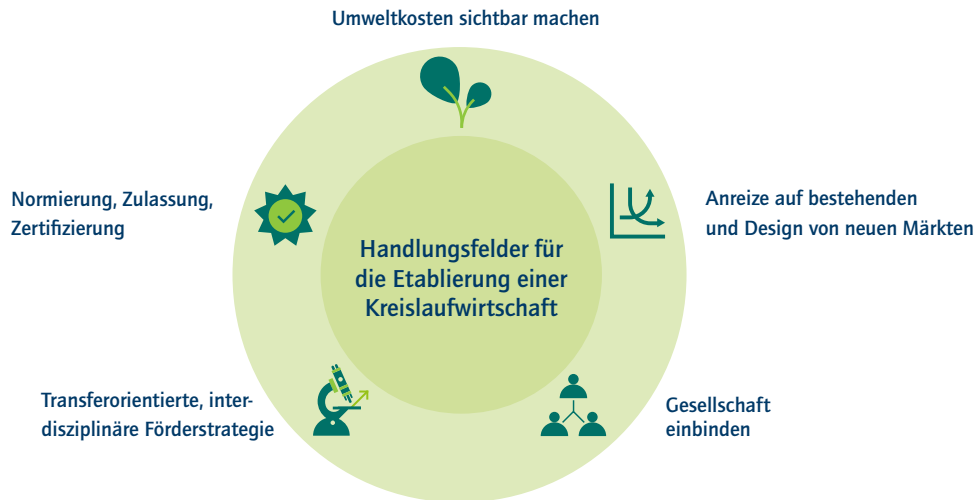 Umweltkosten sichtbar machen
Normierung, Zulassung,
Zertifizierung
Anreize auf bestehenden
und Design von neuen Märkten
Handlungsfelder für
die Etablierung einer
Kreislaufwirtschaft
Transferorientierte, inter-
disziplinäre Förderstrategie
Gesellschaft
einbinden